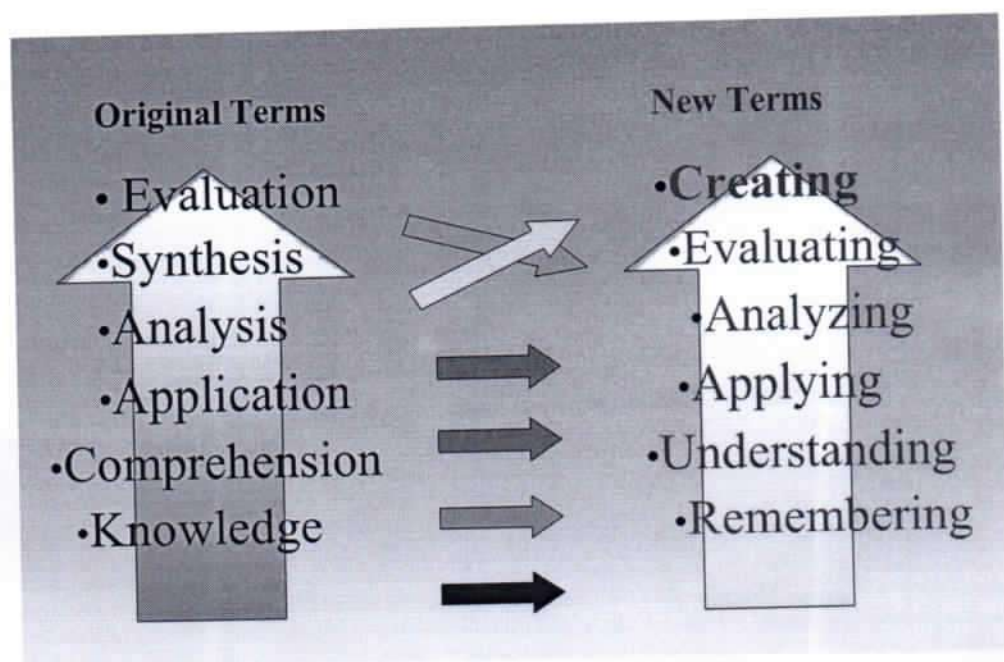 Original Terms
• Evaluation
•Synthesis
•Analysis
•Application
•Comprehension
•Knowledge
New Terms
•Creating
•Evaluating
•Analyzing
•Applying
•Understanding
•Remembering